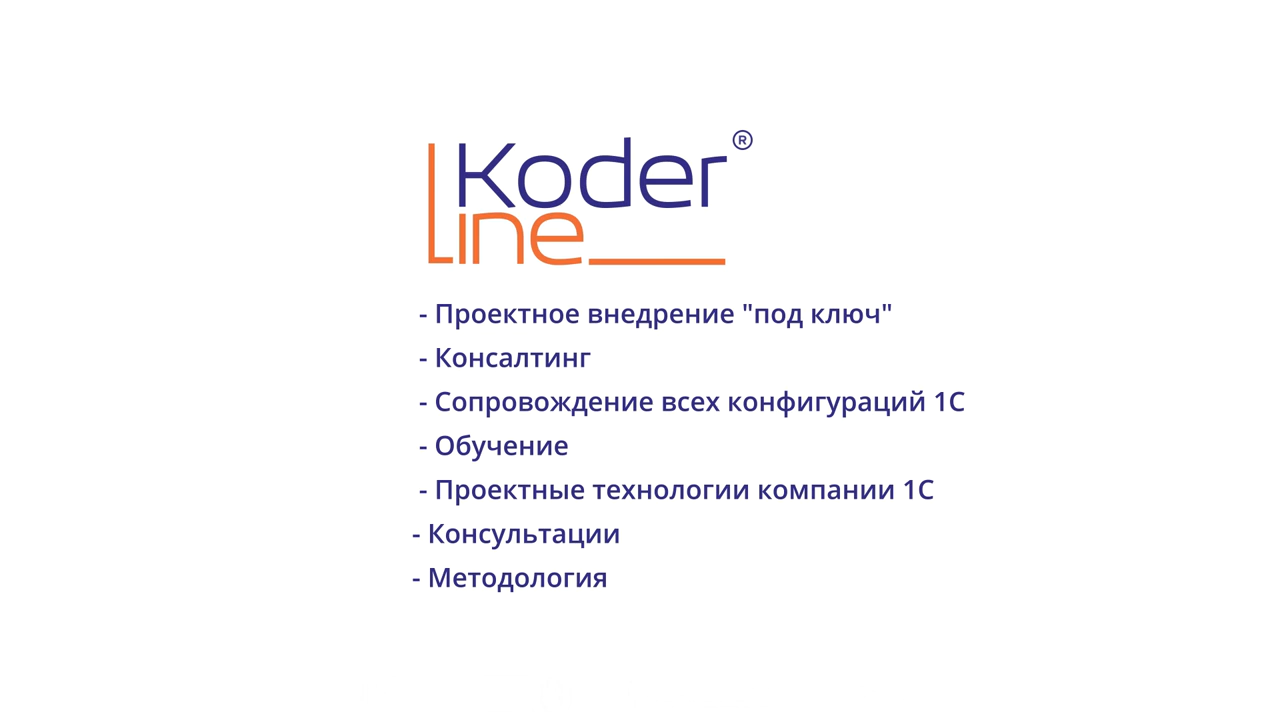 Koder®
Line
- Проектное внедрение "под ключ"
- Консалтинг
- Сопровождение всех конфигураций 1С
- Обучение
- Проектные технологии компании 1С
- Консультации
- Методология